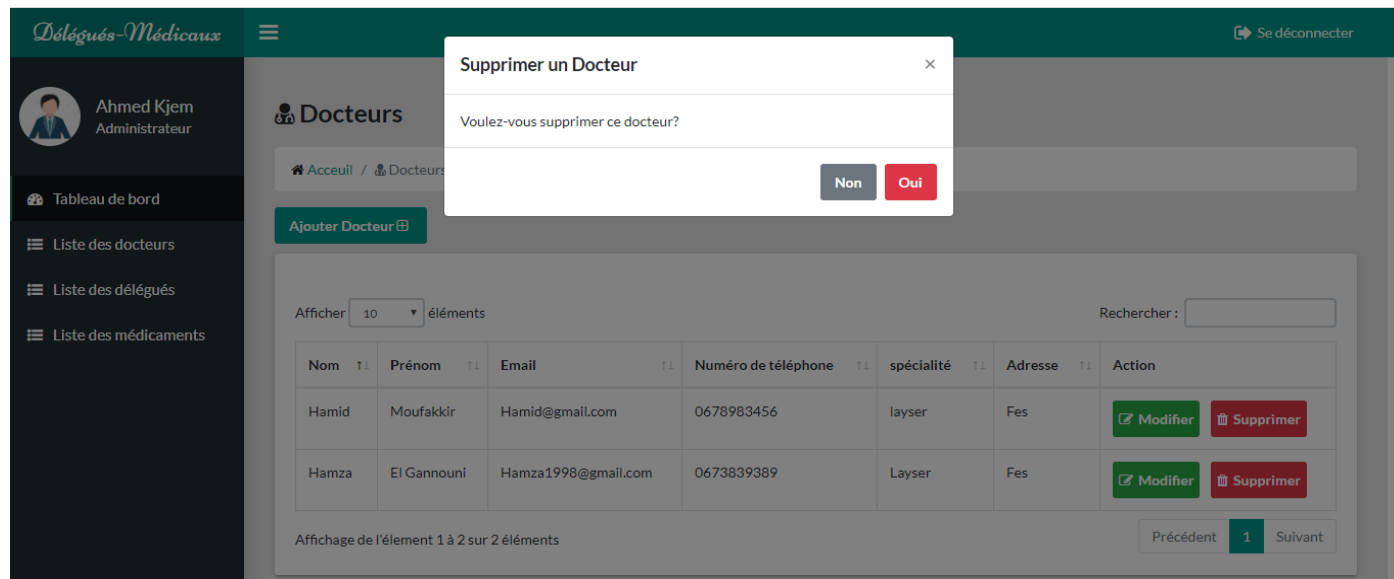 Délégués-Médicaux
Se déconnecter
Ahmed Kjem
Administrateur
Tableau de bord
Liste des docteurs
Liste des délégués
Liste des médicaments
Supprimer un Docteur ×
Voulez-vous supprimer ce docteur?
Non Oui
Docteurs
Acceuil / Docteurs
Ajouter Docteur
Afficher 10 éléments
Rechercher :
Nom Prénom Email Numéro de téléphone spécialité Adresse Action
Hamid Moufakkir Hamid@gmail.com 0678983456 layser Fes Modifier Supprimer
Hamza El Gannouni Hamza1998@gmail.com 0673839389 Layser Fes Modifier Supprimer
Affichage de l'élement 1 à 2 sur 2 éléments
Précédent 1 Suivant